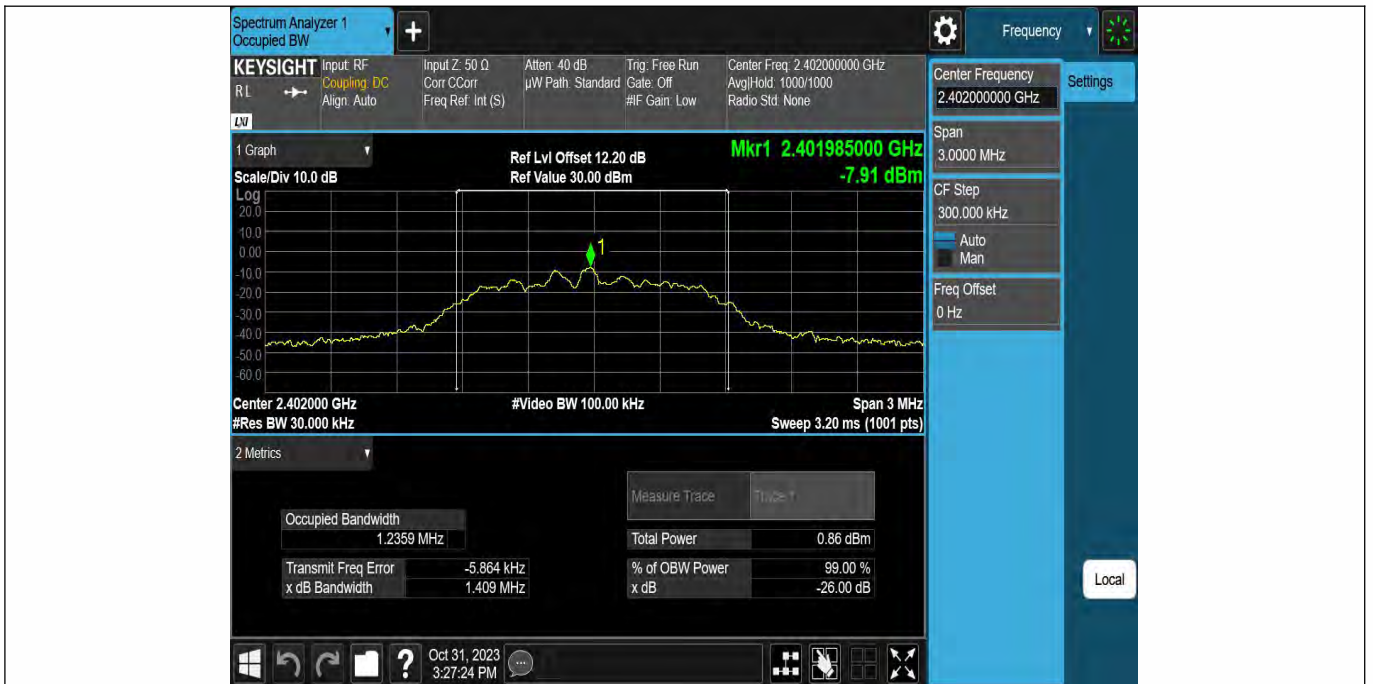 Spectrum Analyzer 1
Occupied BW
+
Frequency
KEYSIGHT
R L
LXI
Input: RF
Coupling: DC
Align: Auto
Input Z: 50 Ω
Corr CCorr
Freq Ref: Int (S)
Atten: 40 dB
µW Path: Standard
Trig: Free Run
Gate: Off
#IF Gain: Low
Center Freq: 2.402000000 GHz
Avg|Hold: 1000/1000
Radio Std: None
Center Frequency
2.402000000 GHz
Settings
Span
3.0000 MHz
CF Step
300.000 kHz
Auto
Man
Freq Offset
0 Hz
Local
1 Graph
Scale/Div 10.0 dB
Ref Lvl Offset 12.20 dB
Ref Value 30.00 dBm
Mkr1 2.401985000 GHz
-7.91 dBm
Log
20.0
10.0
0.00
-10.0
-20.0
-30.0
-40.0
-50.0
-60.0
1
Center 2.402000 GHz
#Video BW 100.00 kHz
Span 3 MHz
#Res BW 30.000 kHz
Sweep 3.20 ms (1001 pts)
2 Metrics
Measure Trace
Trace 1
Occupied Bandwidth
1.2359 MHz
Total Power
0.86 dBm
Transmit Freq Error
-5.864 kHz
% of OBW Power
99.00 %
x dB Bandwidth
1.409 MHz
x dB
-26.00 dB
?
Oct 31, 2023
3:27:24 PM